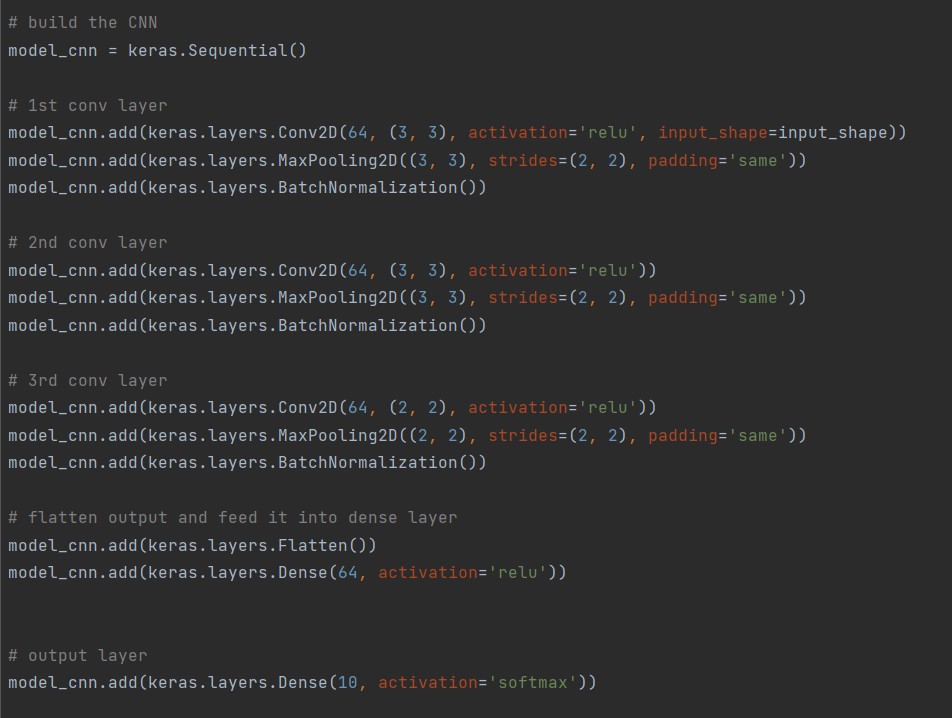 # build the CNN
model_cnn = keras.Sequential()
# 1st conv layer
model_cnn.add(keras.layers.Conv2D(64, (3, 3), activation='relu', input_shape=input_shape))
model_cnn.add(keras.layers.MaxPooling2D((3, 3), strides=(2, 2), padding='same'))
model_cnn.add(keras.layers.BatchNormalization())
# 2nd conv layer
model_cnn.add(keras.layers.Conv2D(64, (3, 3), activation='relu'))
model_cnn.add(keras.layers.MaxPooling2D((3, 3), strides=(2, 2), padding='same'))
model_cnn.add(keras.layers.BatchNormalization())
# 3rd conv layer
model_cnn.add(keras.layers.Conv2D(64, (2, 2), activation='relu'))
model_cnn.add(keras.layers.MaxPooling2D((2, 2), strides=(2, 2), padding='same'))
model_cnn.add(keras.layers.BatchNormalization())
# flatten output and feed it into dense layer
model_cnn.add(keras.layers.Flatten())
model_cnn.add(keras.layers.Dense(64, activation='relu'))
# output layer
model_cnn.add(keras.layers.Dense(10, activation='softmax'))